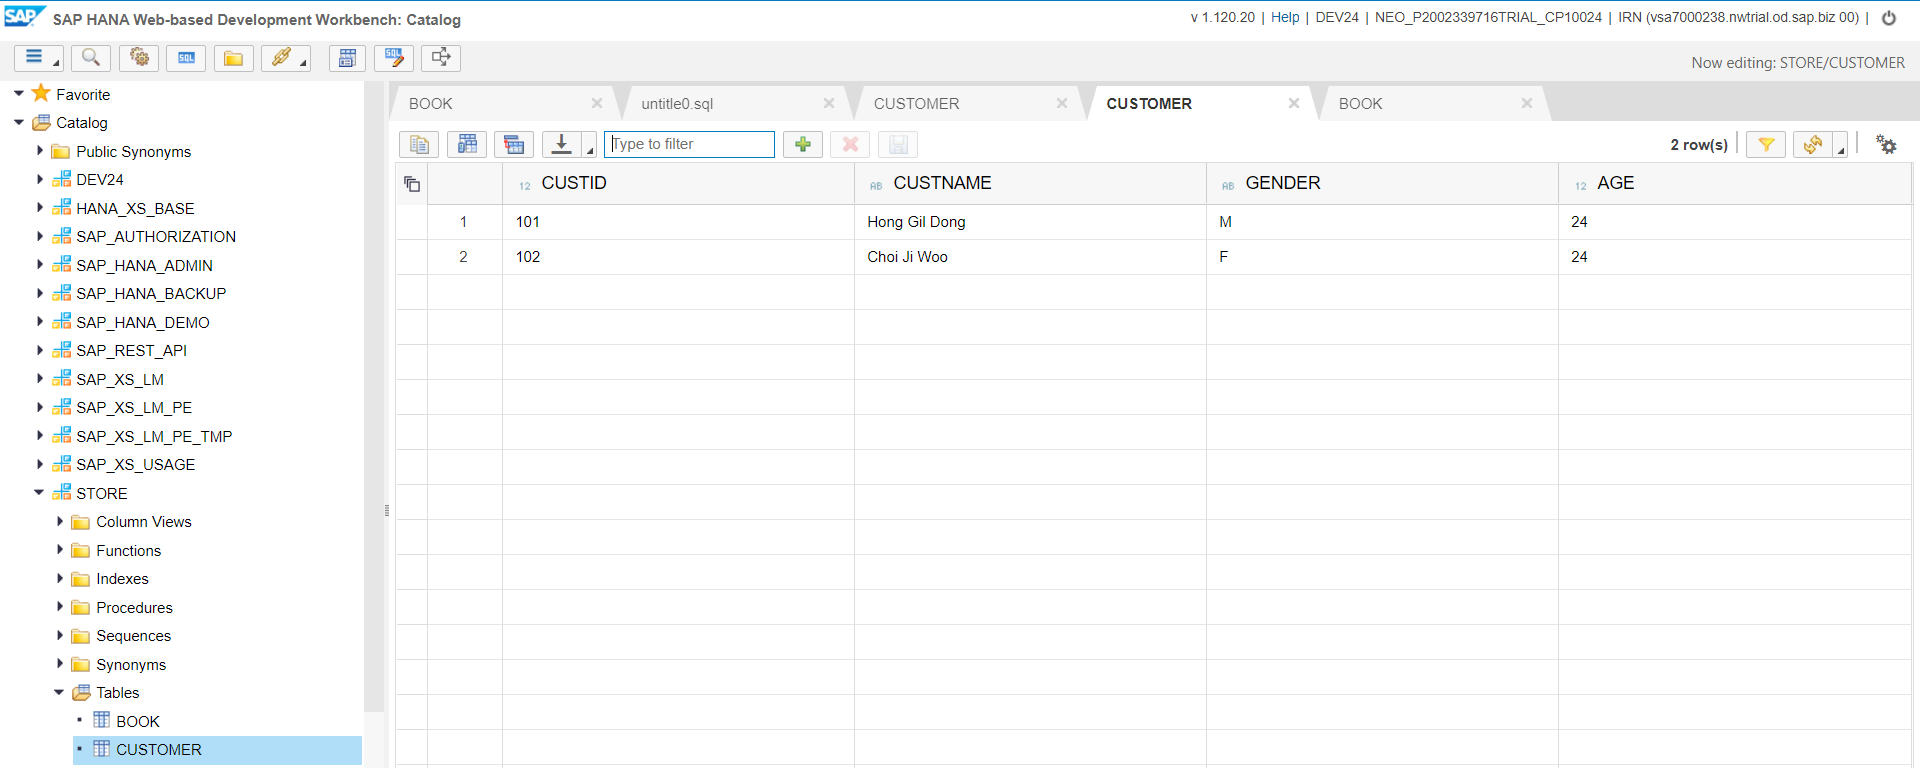 SAP SAP HANA Web-based Development Workbench: Catalog
v 1.120.20 | Help | DEV24 | NEO_P2002339716TRIAL_CP10024 | IRN (vsa7000238.nwtrial.od.sap.biz 00) |
SQL
SQL
Now editing: STORE/CUSTOMER
Favorite
Catalog
Public Synonyms
DEV24
HANA_XS_BASE
SAP_AUTHORIZATION
SAP_HANA_ADMIN
SAP_HANA_BACKUP
SAP_HANA_DEMO
SAP_REST_API
SAP_XS_LM
SAP_XS_LM_PE
SAP_XS_LM_PE_TMP
SAP_XS_USAGE
STORE
Column Views
Functions
Indexes
Procedures
Sequences
Synonyms
Tables
BOOK
CUSTOMER
BOOK untitle0.sql CUSTOMER CUSTOMER BOOK
Type to filter 2 row(s)
12 CUSTID AB CUSTNAME AB GENDER 12 AGE
1 101 Hong Gil Dong M 24
2 102 Choi Ji Woo F 24